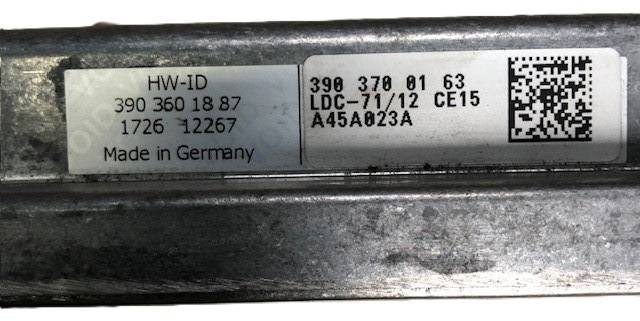 HW-ID
390 360 18 87
1726 12267
Made in Germany
390 370 01 63
LDC-71/12 CE15
A45A023A